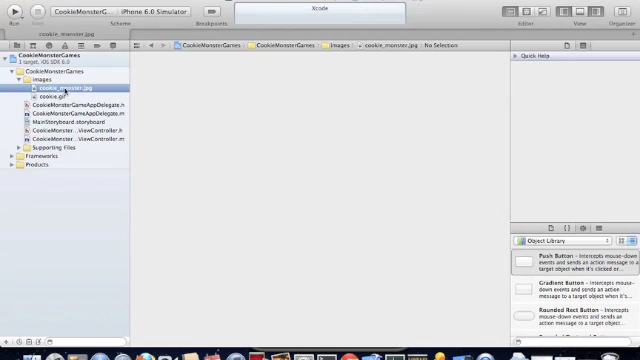 Xcode
CookieMonsterG...
iPhone 6.0 Simulator
Run
Stop
Scheme
Breakpoints
Editor
View
Organizer
cookie_monster.jpg
CookieMonsterGames
CookieMonsterGames
images
cookie_monster.jpg
No Selection
CookieMonsterGames
1 target, iOS SDK 6.0
CookieMonsterGames
images
cookie_monster.jpg
cookie.gif
CookieMonsterGameAppDelegate.h
CookieMonsterGameAppDelegate.m
MainStoryboard.storyboard
CookieMonster...ViewController.h
CookieMonster...ViewController.m
Supporting Files
Frameworks
Products
Quick Help
Object Library
Push Button - Intercepts mouse-down
events and sends an action message to a
target object when it's clicked or...
Gradient Button - Intercepts mouse-
down events and sends an action
message to a target object when...
Rounded Rect Button - Intercepts
mouse-down events and sends an
action message to a target object...